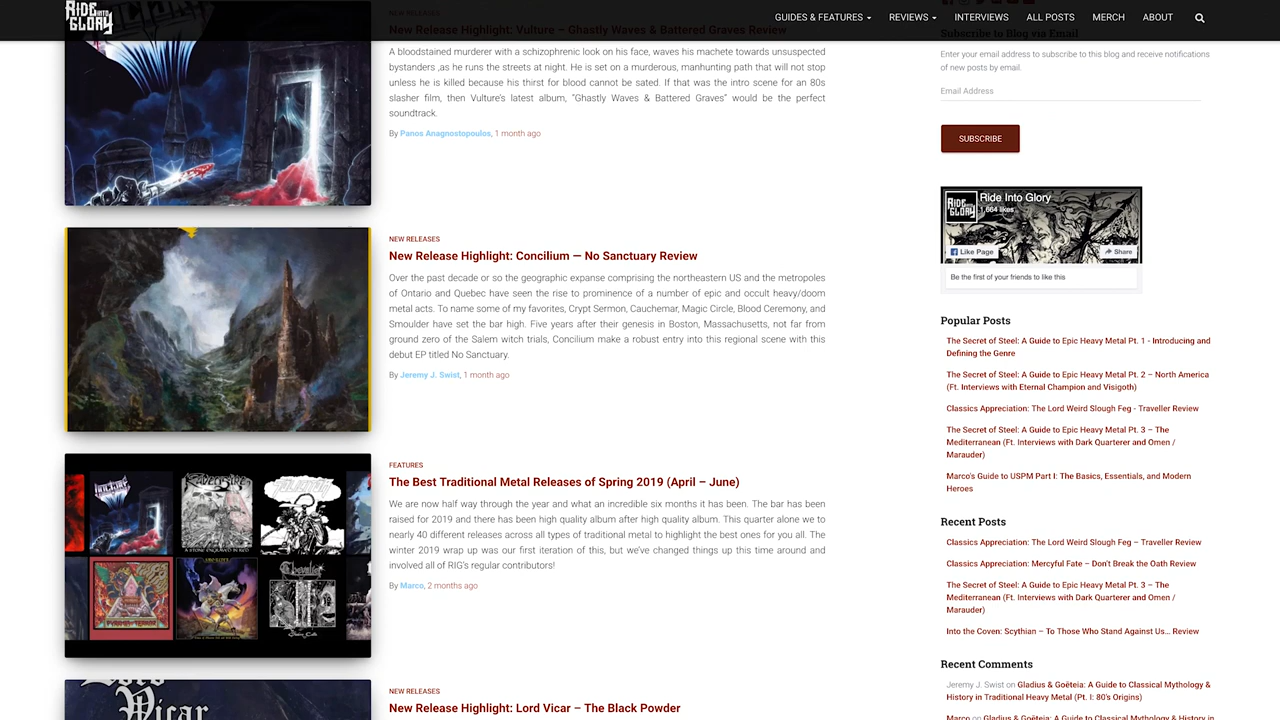 RIDE INTO GLORY
GUIDES & FEATURES
REVIEWS
INTERVIEWS
ALL POSTS
MERCH
ABOUT
NEW RELEASES
New Release Highlight: Vulture – Ghastly Waves & Battered Graves Review
A bloodstained murderer with a schizophrenic look on his face, waves his machete towards unsuspected
bystanders ,as he runs the streets at night. He is set on a murderous, manhunting path that will not stop
unless he is killed because his thirst for blood cannot be sated. If that was the intro scene for an 80s
slasher film, then Vulture's latest album, "Ghastly Waves & Battered Graves" would be the perfect
soundtrack.
By Panos Anagnostopoulos, 1 month ago
NEW RELEASES
New Release Highlight: Concilium — No Sanctuary Review
Over the past decade or so the geographic expanse comprising the northeastern US and the metropoles
of Ontario and Quebec have seen the rise to prominence of a number of epic and occult heavy/doom
metal acts. To name some of my favorites, Crypt Sermon, Cauchemar, Magic Circle, Blood Ceremony, and
Smoulder have set the bar high. Five years after their genesis in Boston, Massachusetts, not far from
ground zero of the Salem witch trials, Concilium make a robust entry into this regional scene with this
debut EP titled No Sanctuary.
By Jeremy J. Swist, 1 month ago
FEATURES
The Best Traditional Metal Releases of Spring 2019 (April – June)
We are now half way through the year and what an incredible six months it has been. The bar has been
raised for 2019 and there has been high quality album after high quality album. This quarter alone we to
nearly 40 different releases across all types of traditional metal to highlight the best ones for you all. The
winter 2019 wrap up was our first iteration of this, but we've changed things up this time around and
involved all of RIG's regular contributors!
By Marco, 2 months ago
Lord
Vicar
NEW RELEASES
New Release Highlight: Lord Vicar – The Black Powder
Subscribe to Blog via Email
Enter your email address to subscribe to this blog and receive notifications
of new posts by email.
Email Address
SUBSCRIBE
RIDE INTO GLORY
Ride Into Glory
1,664 likes
Like Page
Share
Be the first of your friends to like this
Popular Posts
The Secret of Steel: A Guide to Epic Heavy Metal Pt. 1 - Introducing and
Defining the Genre
The Secret of Steel: A Guide to Epic Heavy Metal Pt. 2 – North America
(Ft. Interviews with Eternal Champion and Visigoth)
Classics Appreciation: The Lord Weird Slough Feg - Traveller Review
The Secret of Steel: A Guide to Epic Heavy Metal Pt. 3 – The
Mediterranean (Ft. Interviews with Dark Quarterer and Omen /
Marauder)
Marco's Guide to USPM Part I: The Basics, Essentials, and Modern
Heroes
Recent Posts
Classics Appreciation: The Lord Weird Slough Feg – Traveller Review
Classics Appreciation: Mercyful Fate – Don't Break the Oath Review
The Secret of Steel: A Guide to Epic Heavy Metal Pt. 3 – The
Mediterranean (Ft. Interviews with Dark Quarterer and Omen /
Marauder)
Into the Coven: Scythian – To Those Who Stand Against Us… Review
Recent Comments
Jeremy J. Swist on Gladius & Goëteia: A Guide to Classical Mythology &
History in Traditional Heavy Metal (Pt. I: 80's Origins)
Marco on Gladius & Goëteia: A Guide to Classical Mythology & History in